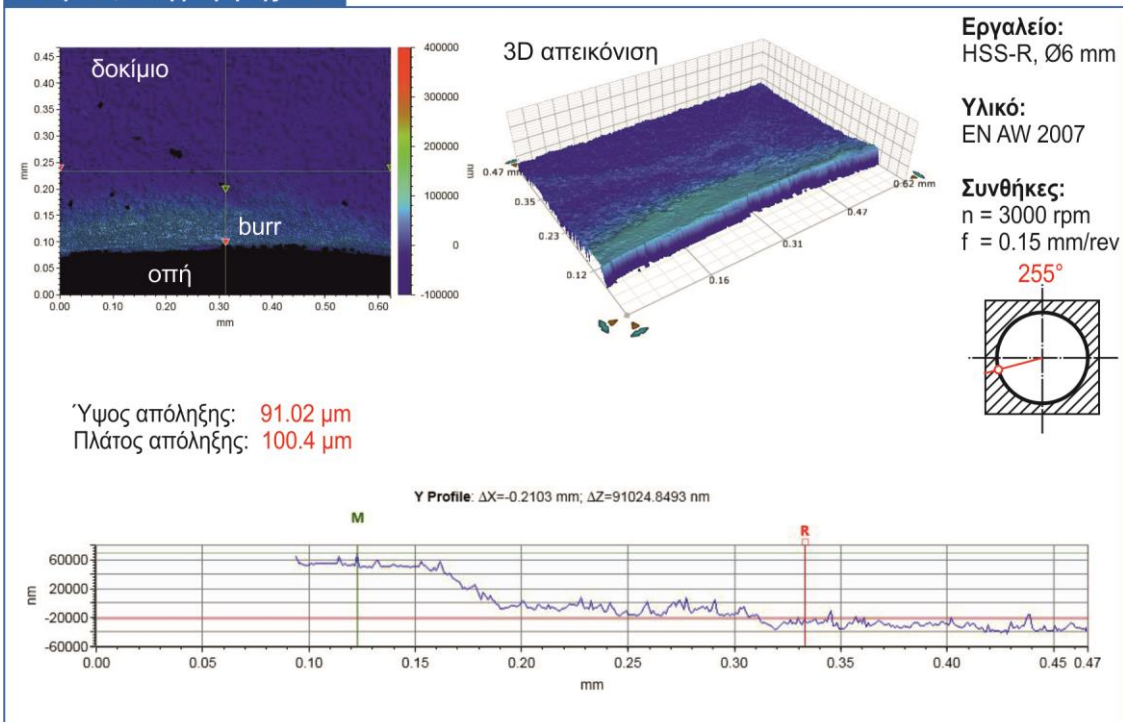 δοκίμιο
burr
οπή
0.45
0.40
0.35
0.30
0.25
0.20
0.15
0.10
0.05
0.00
mm
0.00 0.10 0.20 0.30 0.40 0.50 0.60
mm
400000
300000
200000
100000
0
-100000
nm
3D απεικόνιση
0.47 mm
0.35
0.23
0.12
0.16
0.31
0.47
0.62 mm
Εργαλείο:
HSS-R, Ø6 mm
Υλικό:
EN AW 2007
Συνθήκες:
n = 3000 rpm
f = 0.15 mm/rev
255°
Ύψος απόληξης: 91.02 μm
Πλάτος απόληξης: 100.4 μm
Y Profile: ΔX=-0.2103 mm; ΔZ=91024.8493 nm
M
R
60000
20000
-20000
-60000
nm
0.00 0.05 0.10 0.15 0.20 0.25 0.30 0.35 0.40 0.45 0.47
mm